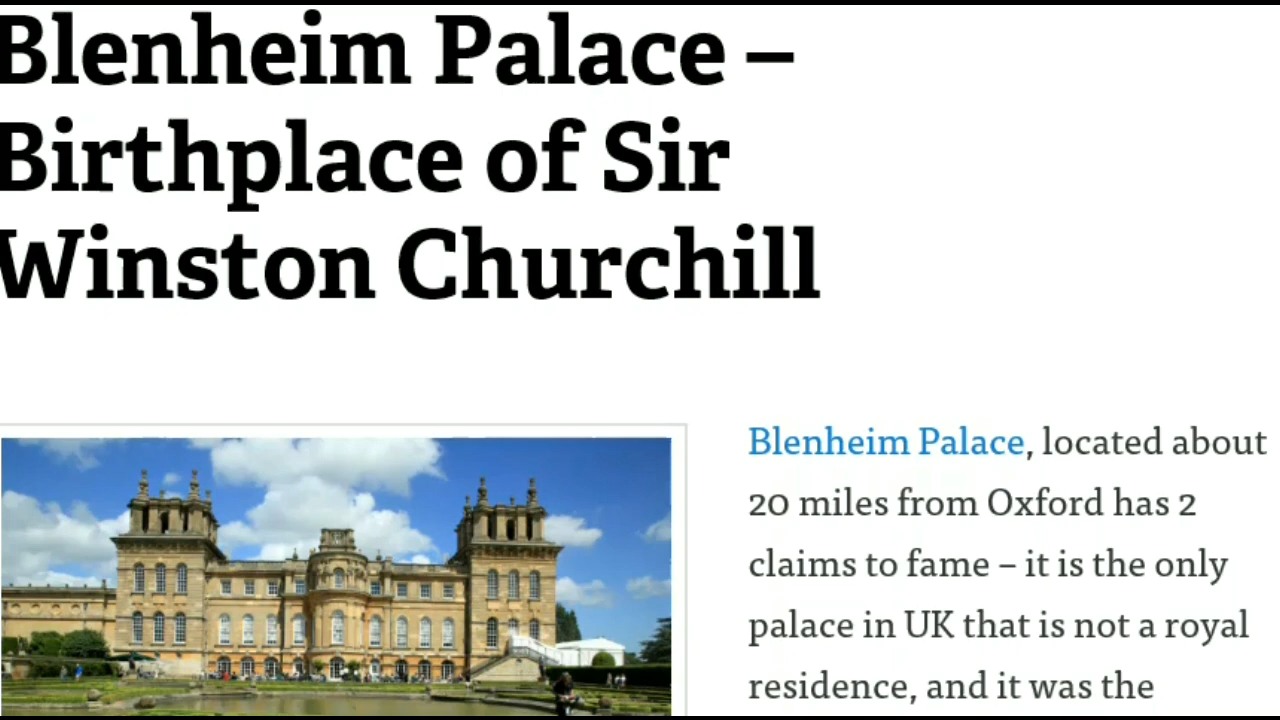 Blenheim Palace –
Birthplace of Sir
Winston Churchill
Blenheim Palace, located about
20 miles from Oxford has 2
claims to fame – it is the only
palace in UK that is not a royal
residence, and it was the